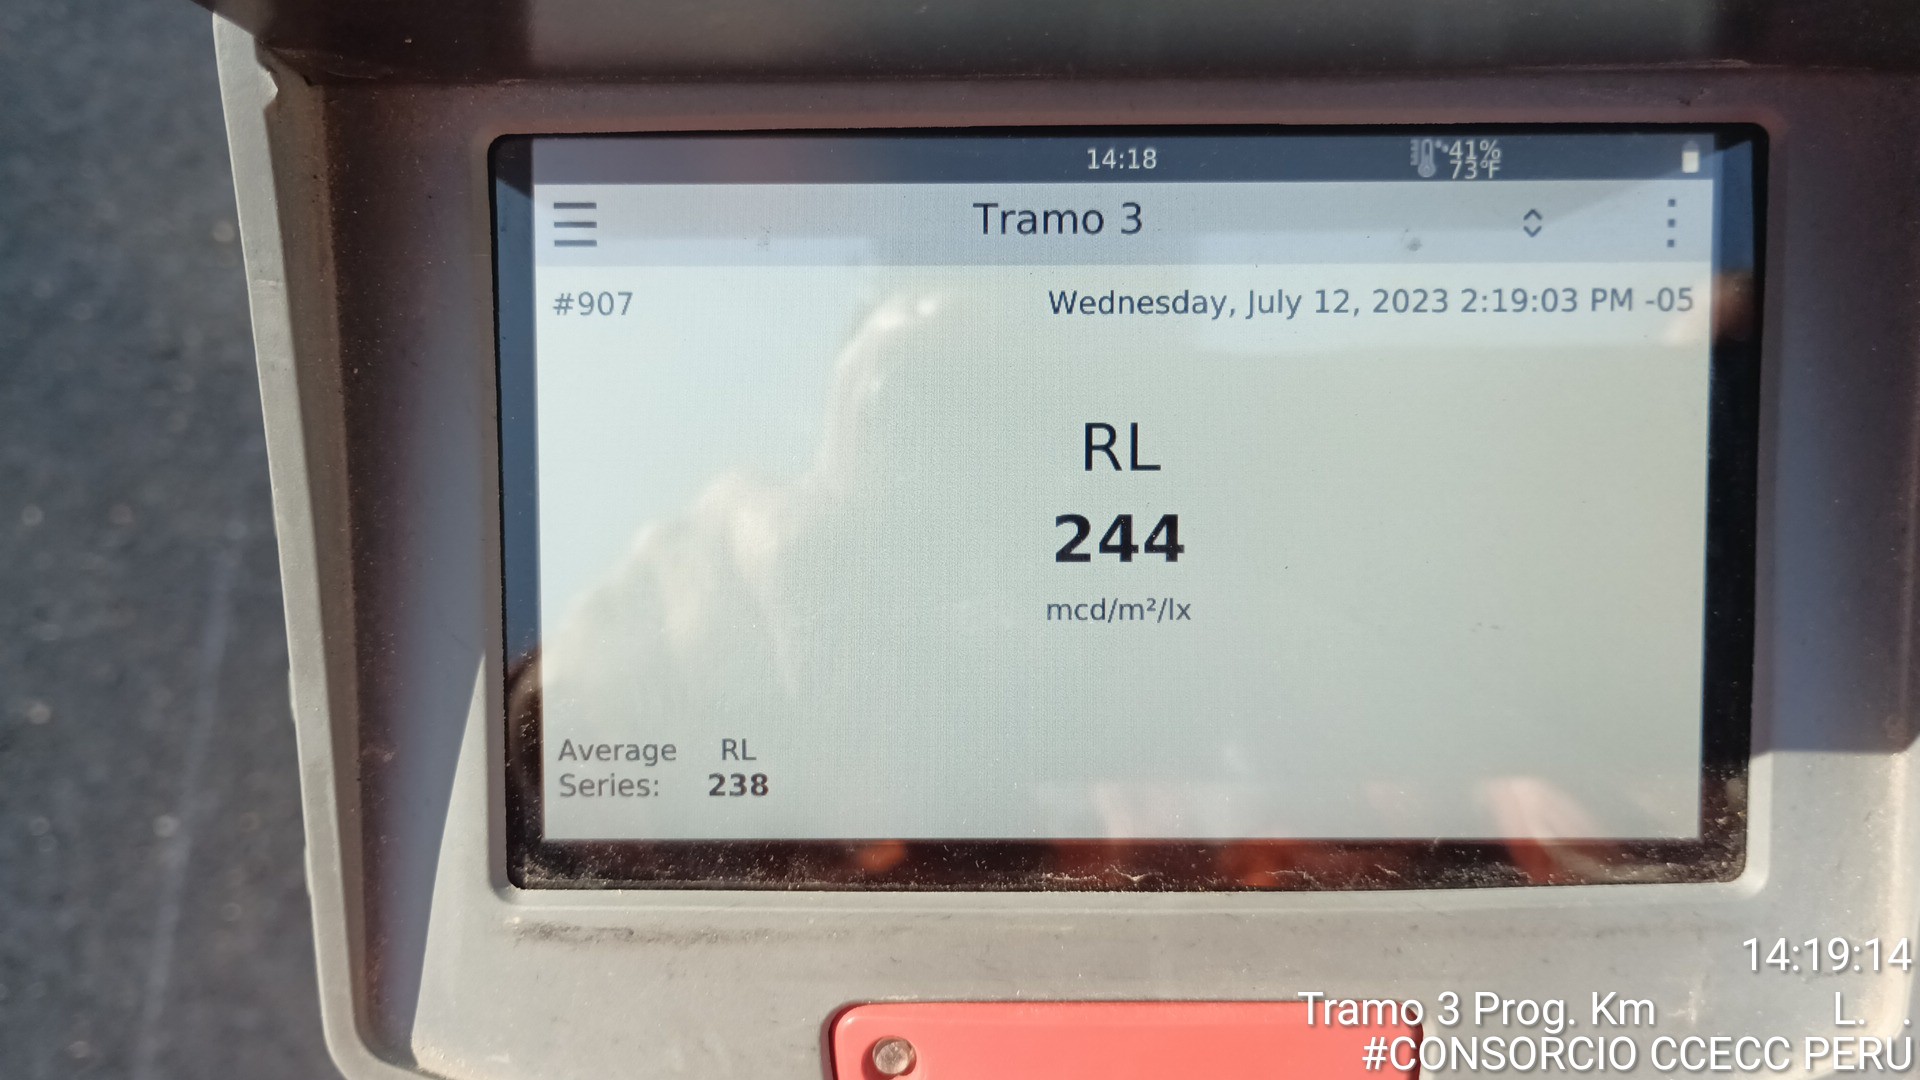 14:18
41%
73°F
Tramo 3
#907
Wednesday, July 12, 2023 2:19:03 PM -05
RL
244
mcd/m²/lx
Average RL
Series: 238
14:19:14
Tramo 3 Prog. Km L. .
#CONSORCIO CCECC PERU